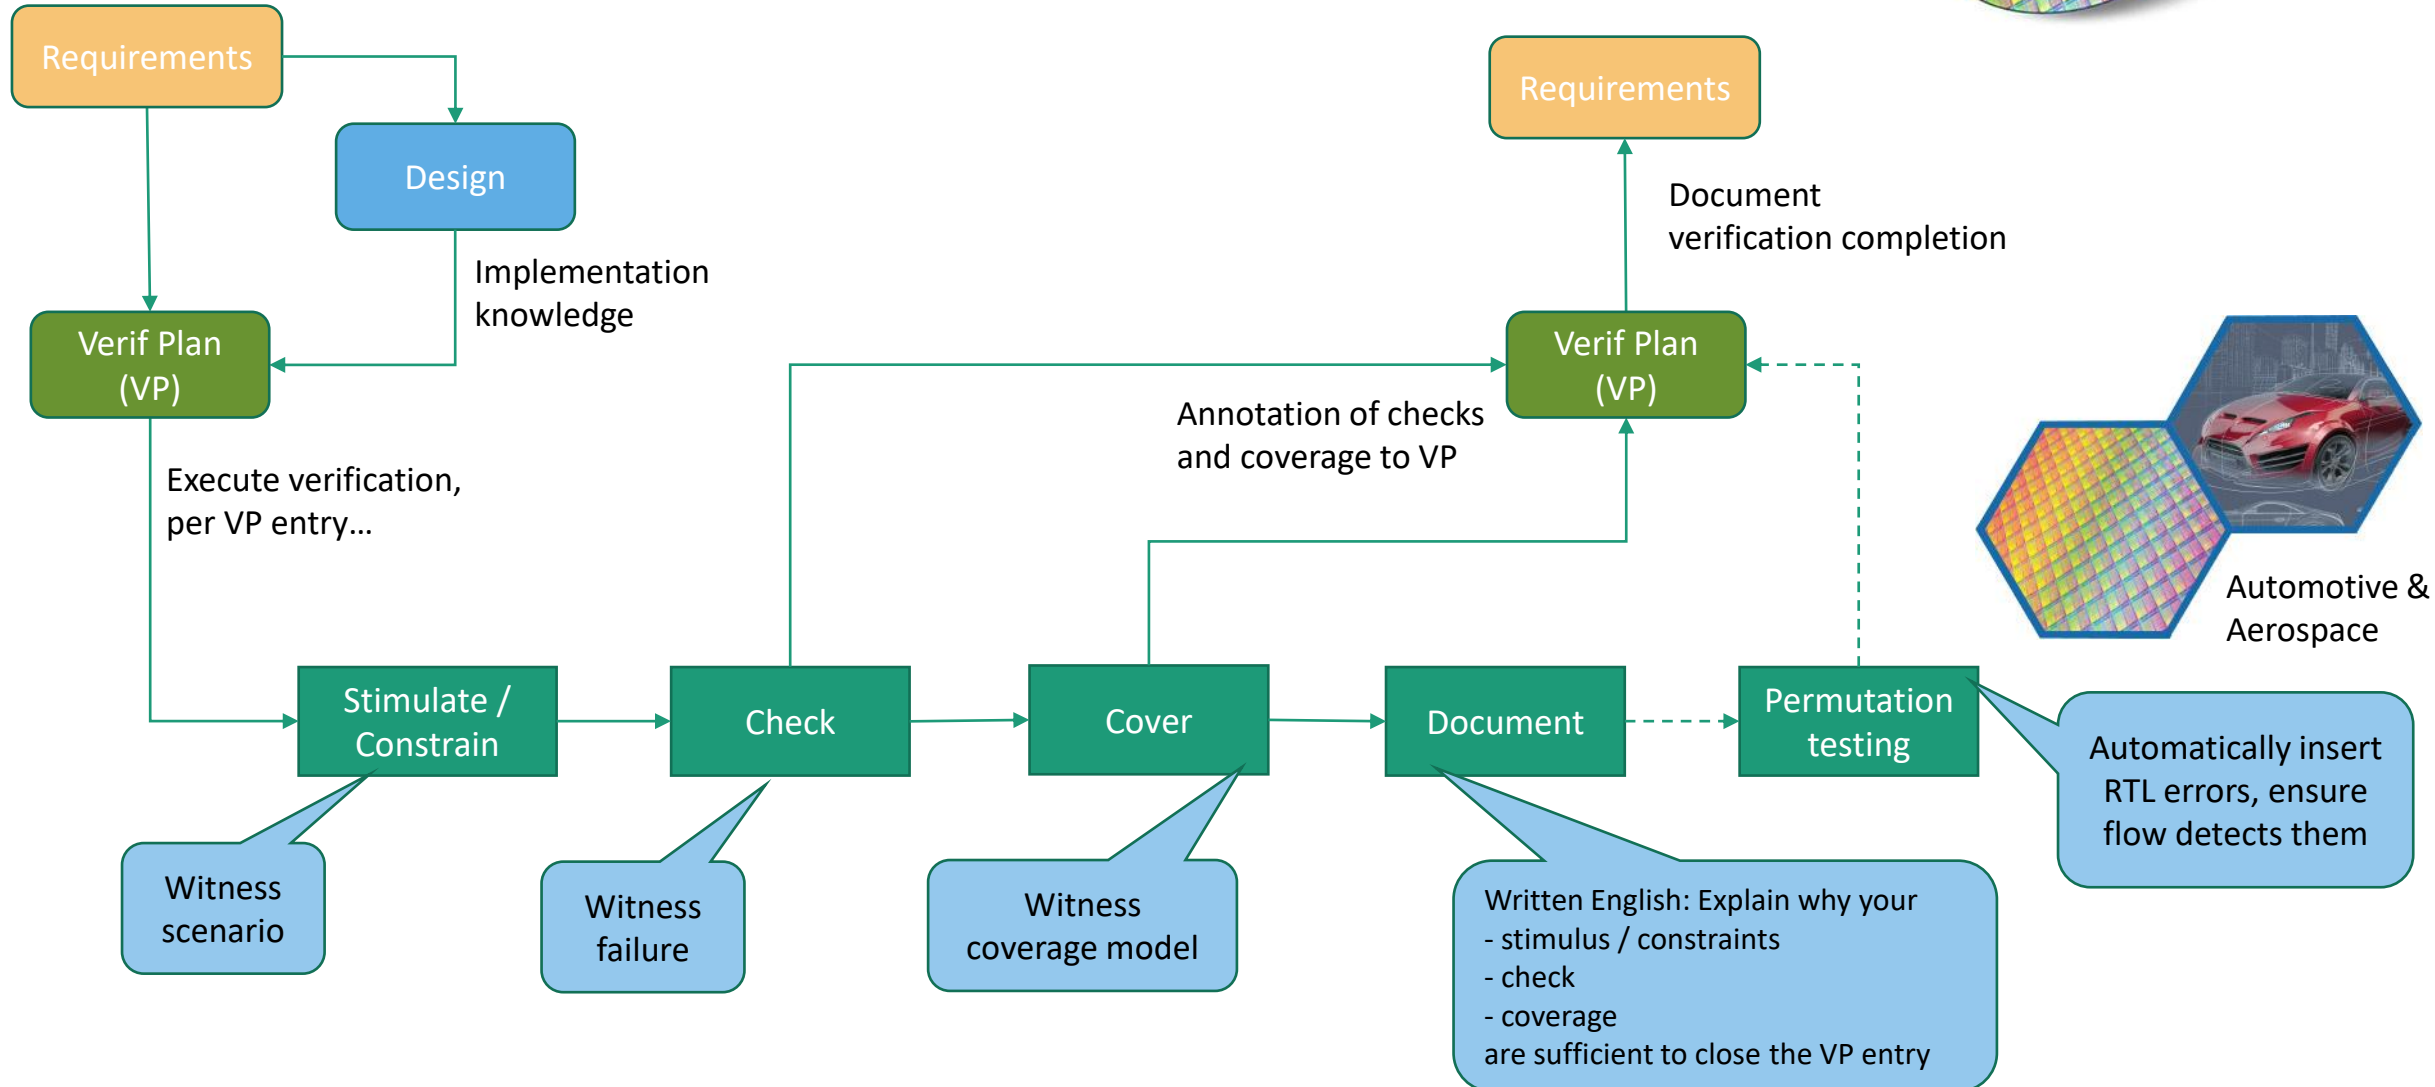 Requirements
Design
Implementation
knowledge
Verif Plan
(VP)
Execute verification,
per VP entry...
Requirements
Document
verification completion
Verif Plan
(VP)
Annotation of checks
and coverage to VP
Automotive &
Aerospace
Stimulate /
Constrain
Check
Cover
Document
Permutation
testing
Witness
scenario
Witness
failure
Witness
coverage model
Written English: Explain why your
- stimulus / constraints
- check
- coverage
are sufficient to close the VP entry
Automatically insert
RTL errors, ensure
flow detects them